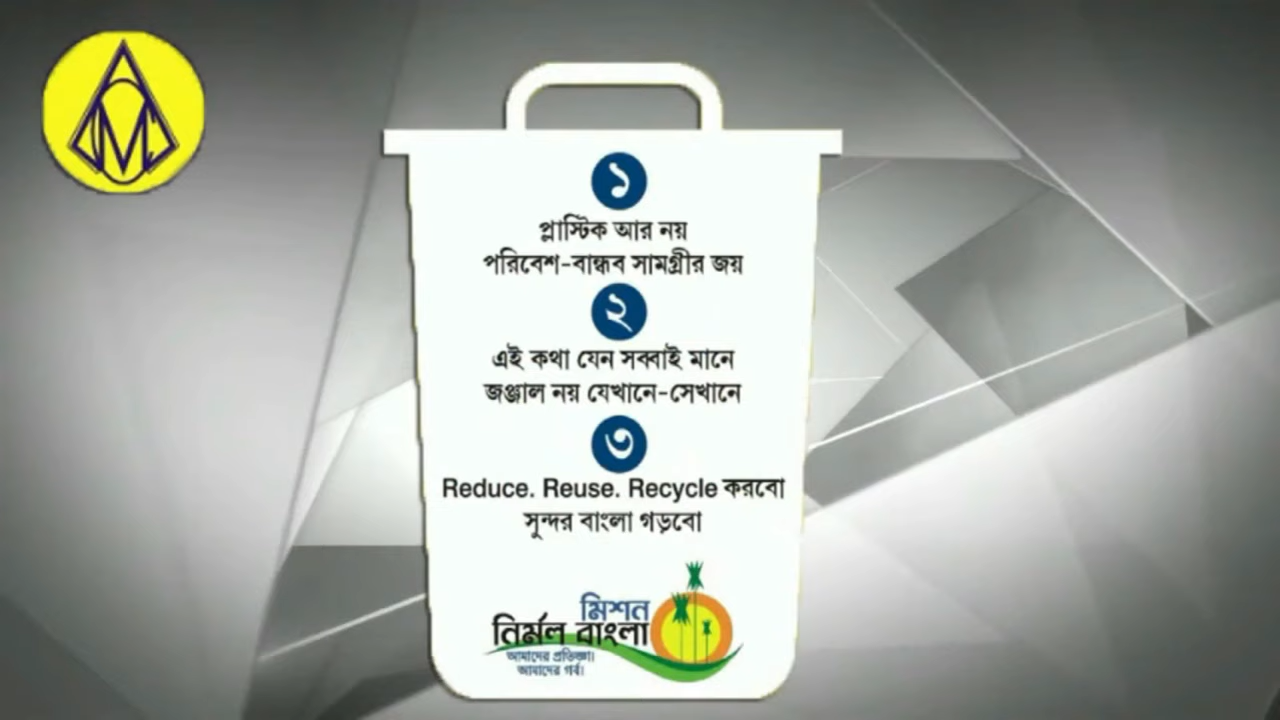 ১
প্লাস্টিক আর নয়
পরিবেশ-বান্ধব সামগ্রীর জয়
২
এই কথা যেন সব্বাই মানে
জঞ্জাল নয় যেখানে-সেখানে
৩
Reduce. Reuse. Recycle করবো
সুন্দর বাংলা গড়বো
মিশন
নির্মল বাংলা
আমাদের প্রতিজ্ঞা।
আমাদের গর্ব।